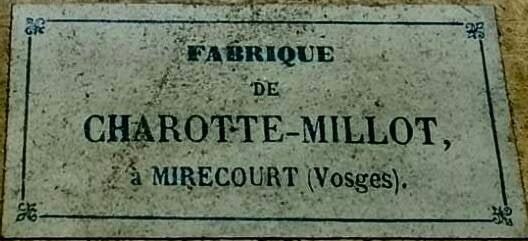 FABRIQUE
DE
CHAROTTE-MILLOT,
à MIRECOURT (Vosges).